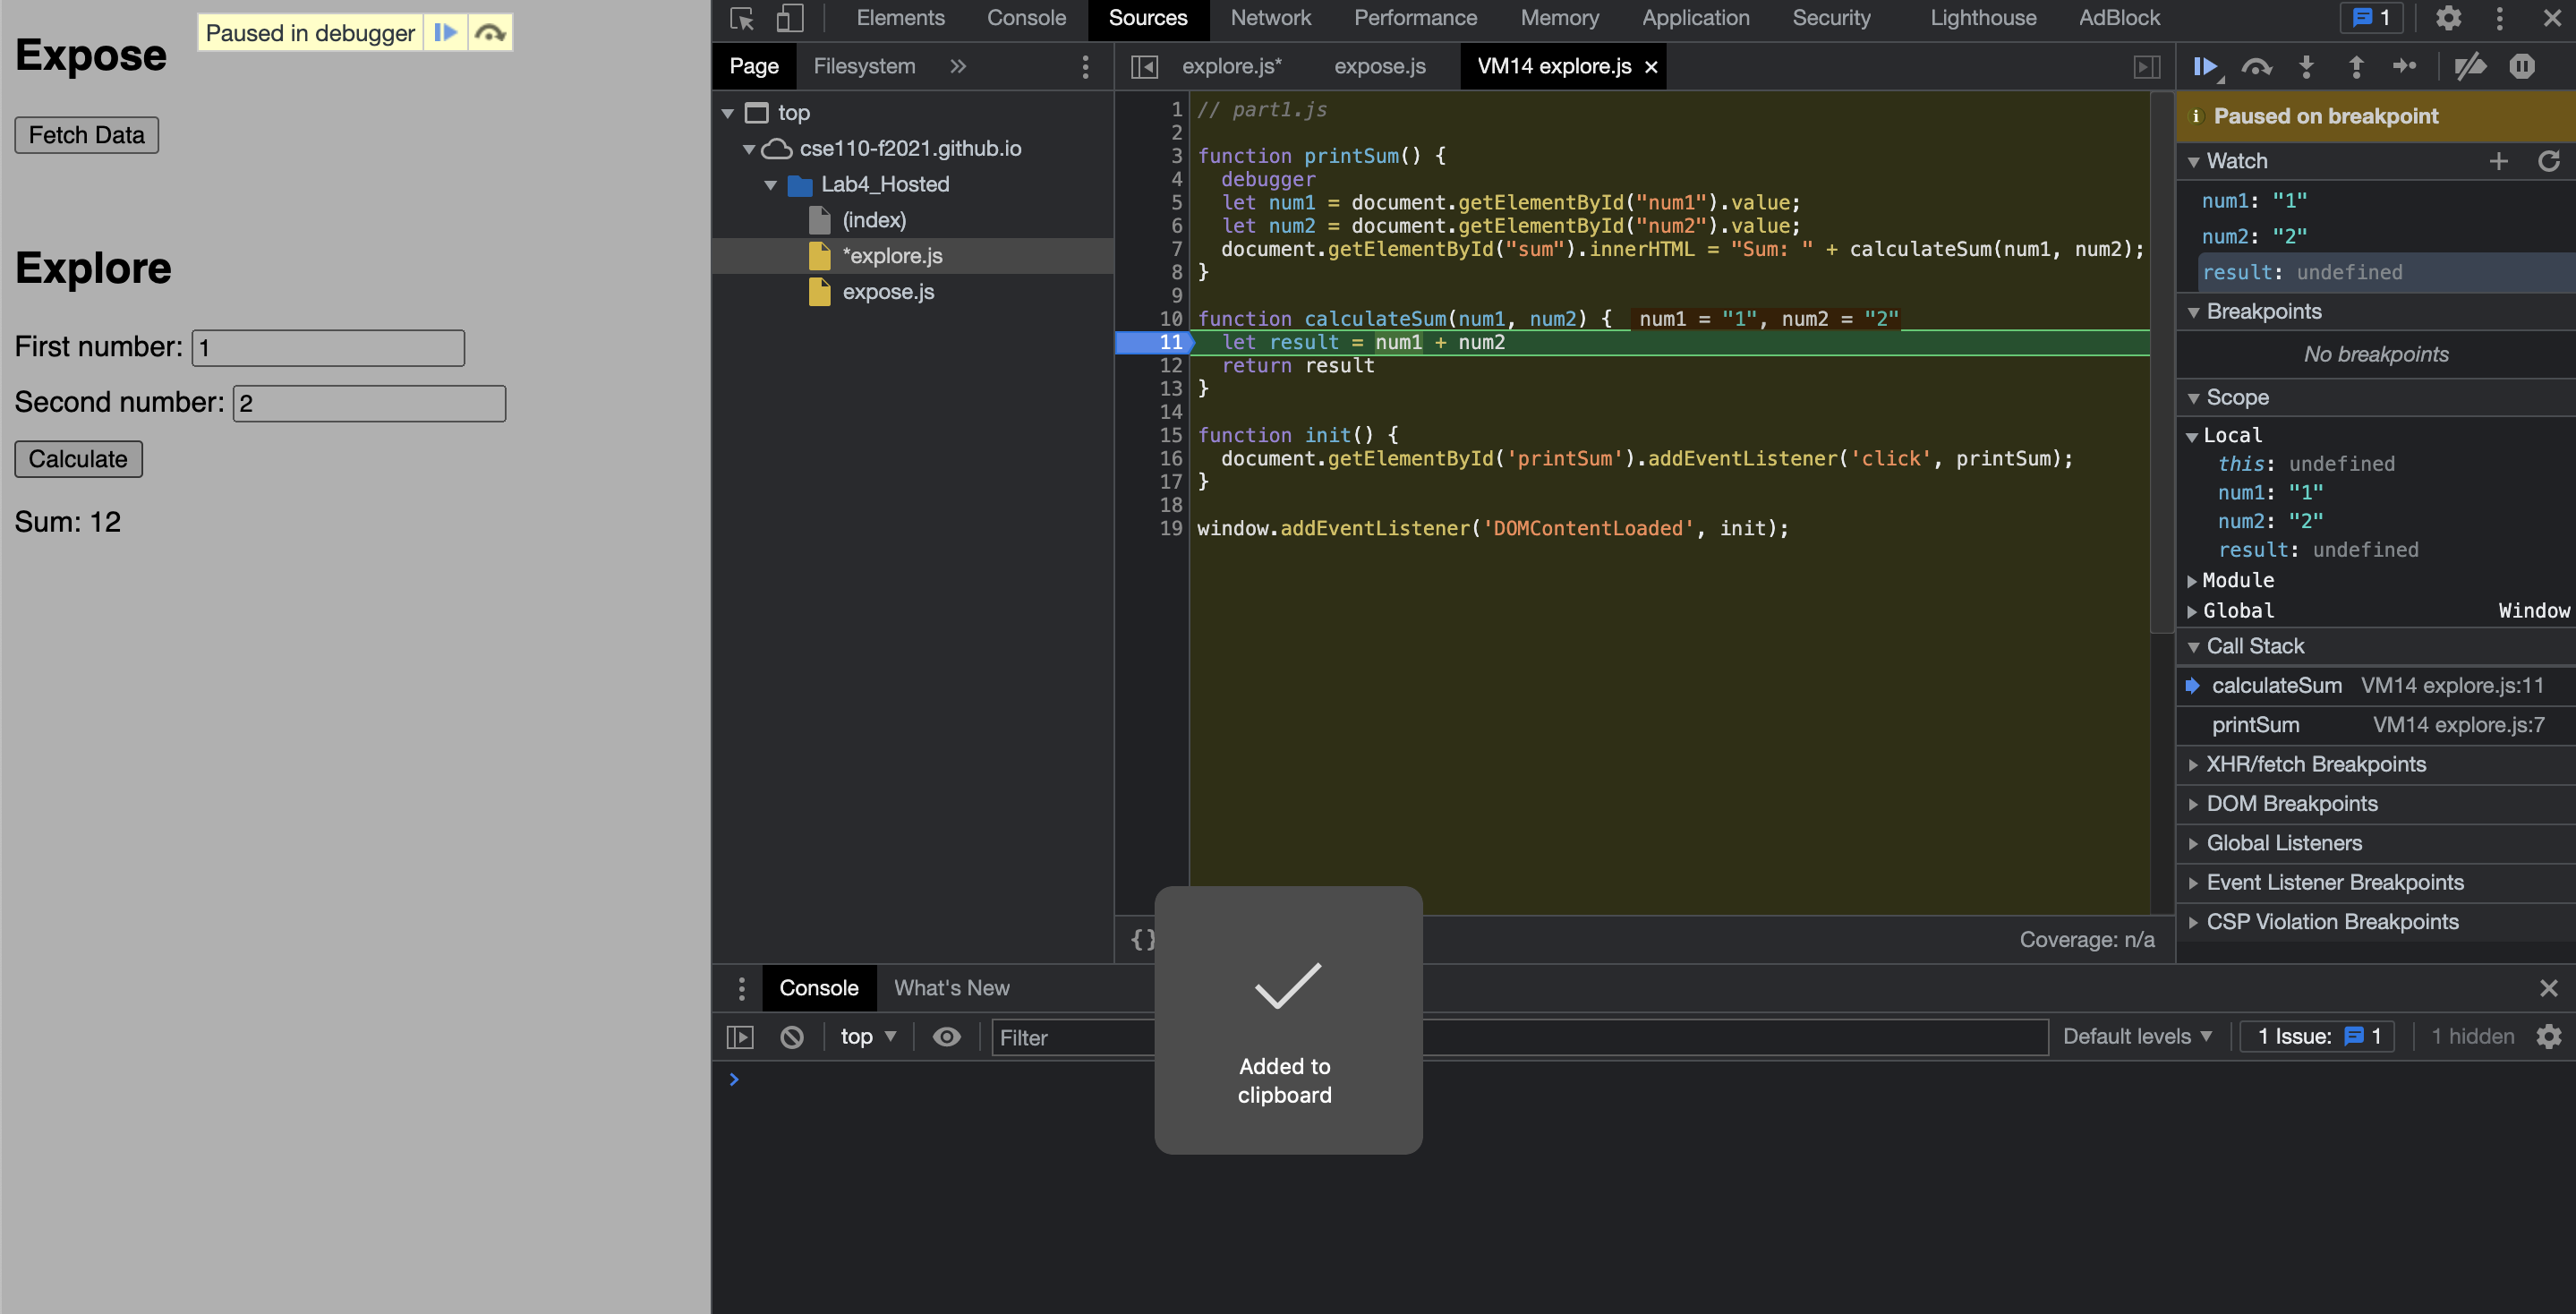 Expose
Paused in debugger
Fetch Data
Explore
First number: 1
Second number: 2
Calculate
Sum: 12
Elements Console Sources Network Performance Memory Application Security Lighthouse AdBlock 1
Page Filesystem »
top
cse110-f2021.github.io
Lab4_Hosted
(index)
*explore.js
expose.js
explore.js* expose.js VM14 explore.js ×
1 // part1.js
2
3 function printSum() {
4 debugger
5 let num1 = document.getElementById("num1").value;
6 let num2 = document.getElementById("num2").value;
7 document.getElementById("sum").innerHTML = "Sum: " + calculateSum(num1, num2);
8 }
9
10 function calculateSum(num1, num2) { num1 = "1", num2 = "2"
11 let result = num1 + num2
12 return result
13 }
14
15 function init() {
16 document.getElementById('printSum').addEventListener('click', printSum);
17 }
18
19 window.addEventListener('DOMContentLoaded', init);
{}
Coverage: n/a
Paused on breakpoint
Watch
num1: "1"
num2: "2"
result: undefined
Breakpoints
No breakpoints
Scope
Local
this: undefined
num1: "1"
num2: "2"
result: undefined
Module
Global Window
Call Stack
calculateSum VM14 explore.js:11
printSum VM14 explore.js:7
XHR/fetch Breakpoints
DOM Breakpoints
Global Listeners
Event Listener Breakpoints
CSP Violation Breakpoints
Console What's New
top Filter Default levels 1 Issue: 1 1 hidden
Added to
clipboard